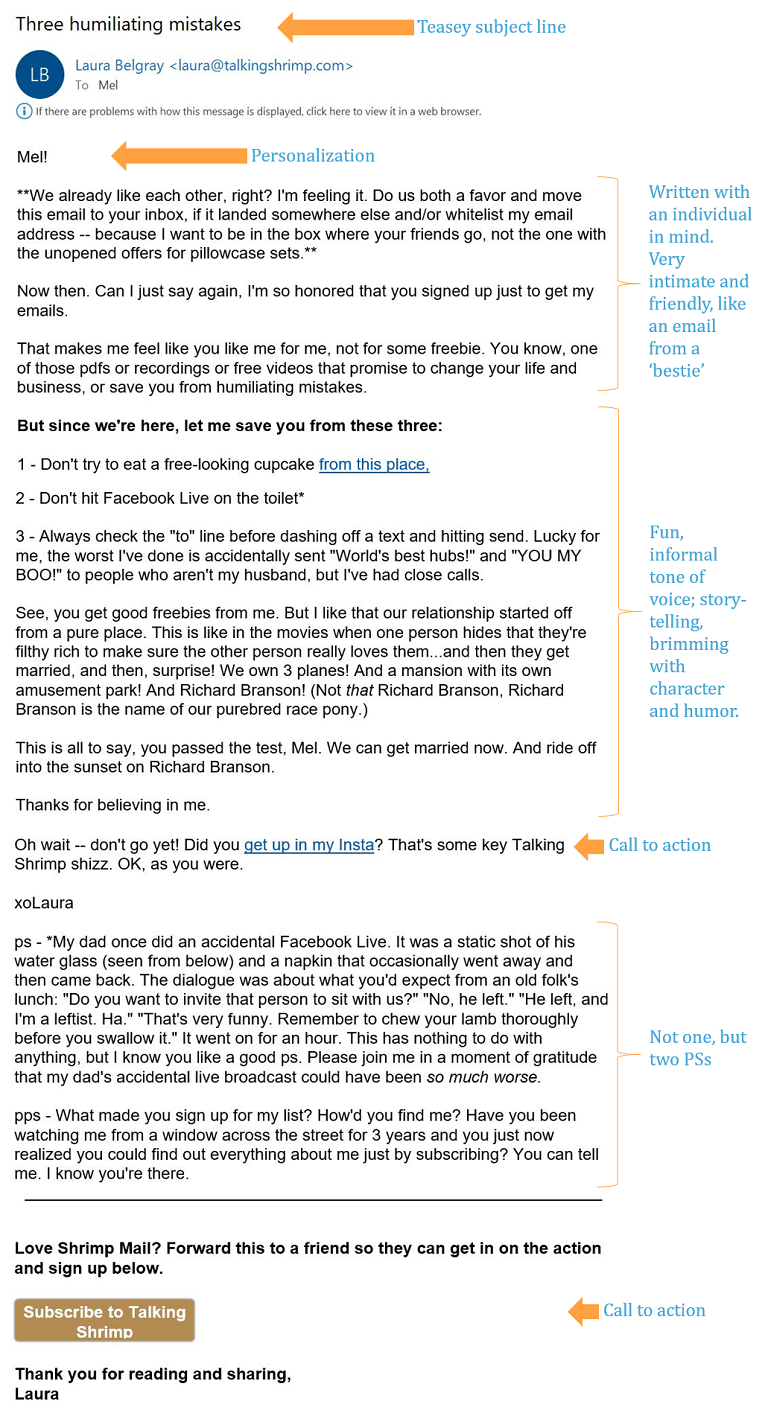 Three humiliating mistakes
Teasey subject line
LB
Laura Belgray <laura@talkingshrimp.com>
To Mel
i
If there are problems with how this message is displayed, click here to view it in a web browser.
Mel!
Personalization
**We already like each other, right? I'm feeling it. Do us both a favor and move
this email to your inbox, if it landed somewhere else and/or whitelist my email
address -- because I want to be in the box where your friends go, not the one with
the unopened offers for pillowcase sets.**
Now then. Can I just say again, I'm so honored that you signed up just to get my
emails.
That makes me feel like you like me for me, not for some freebie. You know, one
of those pdfs or recordings or free videos that promise to change your life and
business, or save you from humiliating mistakes.
Written with
an individual
in mind.
Very
intimate and
friendly, like
an email
from a
‘bestie’
But since we're here, let me save you from these three:
1 - Don't try to eat a free-looking cupcake from this place,
2 - Don't hit Facebook Live on the toilet*
3 - Always check the "to" line before dashing off a text and hitting send. Lucky for
me, the worst I've done is accidentally sent "World's best hubs!" and "YOU MY
BOO!" to people who aren't my husband, but I've had close calls.
See, you get good freebies from me. But I like that our relationship started off
from a pure place. This is like in the movies when one person hides that they're
filthy rich to make sure the other person really loves them...and then they get
married, and then, surprise! We own 3 planes! And a mansion with its own
amusement park! And Richard Branson! (Not that Richard Branson, Richard
Branson is the name of our purebred race pony.)
This is all to say, you passed the test, Mel. We can get married now. And ride off
into the sunset on Richard Branson.
Thanks for believing in me.
Fun,
informal
tone of
voice; story-
telling,
brimming
with
character
and humor.
Oh wait -- don't go yet! Did you get up in my Insta? That's some key Talking
Shrimp shizz. OK, as you were.
Call to action
xoLaura
ps - *My dad once did an accidental Facebook Live. It was a static shot of his
water glass (seen from below) and a napkin that occasionally went away and
then came back. The dialogue was about what you'd expect from an old folk's
lunch: "Do you want to invite that person to sit with us?" "No, he left." "He left, and
I'm a leftist. Ha." "That's very funny. Remember to chew your lamb thoroughly
before you swallow it." It went on for an hour. This has nothing to do with
anything, but I know you like a good ps. Please join me in a moment of gratitude
that my dad's accidental live broadcast could have been so much worse.
pps - What made you sign up for my list? How'd you find me? Have you been
watching me from a window across the street for 3 years and you just now
realized you could find out everything about me just by subscribing? You can tell
me. I know you're there.
Not one, but
two PSs
Love Shrimp Mail? Forward this to a friend so they can get in on the action
and sign up below.
Subscribe to Talking
Shrimp
Call to action
Thank you for reading and sharing,
Laura